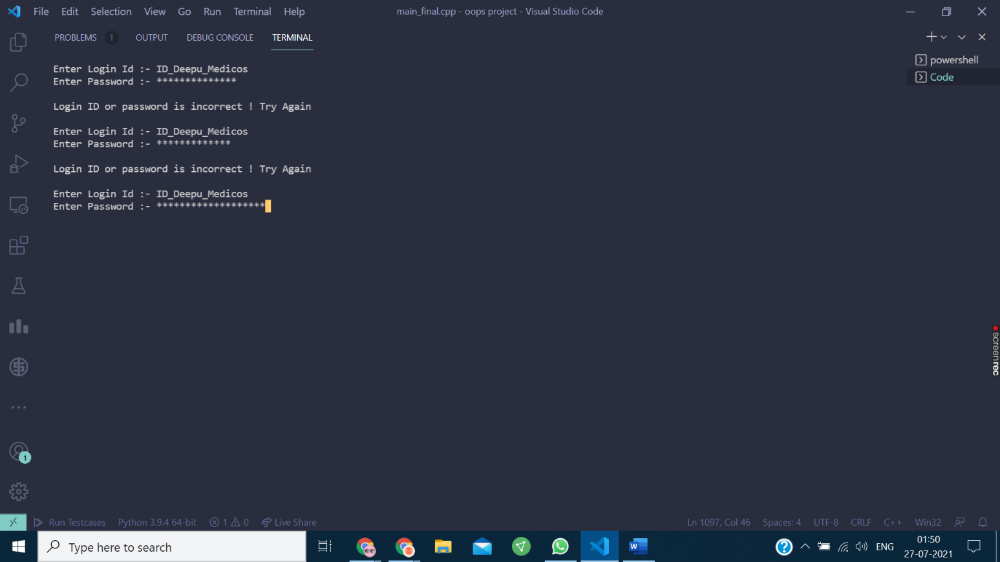 File Edit Selection View Go Run Terminal Help
main_final.cpp - oops project - Visual Studio Code
PROBLEMS 1 OUTPUT DEBUG CONSOLE TERMINAL
powershell
Code
Enter Login Id :- ID_Deepu_Medicos
Enter Password :- **************
Login ID or password is incorrect ! Try Again
Enter Login Id :- ID_Deepu_Medicos
Enter Password :- *************
Login ID or password is incorrect ! Try Again
Enter Login Id :- ID_Deepu_Medicos
Enter Password :- *******************
screenrec
1
Run Testcases Python 3.9.4 64-bit 1 0 Live Share
Ln 1097, Col 46 Spaces: 4 UTF-8 CRLF C++ Win32
Type here to search
W
ENG
01:50
27-07-2021